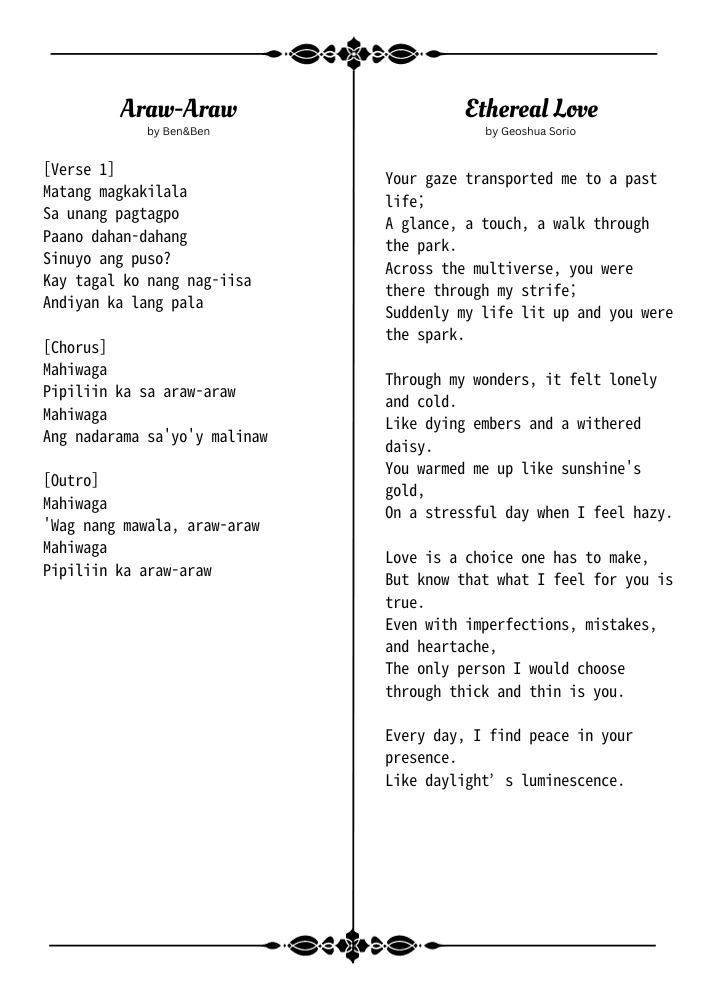 Araw-Araw
by Ben&Ben
[Verse 1]
Matang magkakilala
Sa unang pagtagpo
Paano dahan-dahang
Sinuyo ang puso?
Kay tagal ko nang nag-iisa
Andiyan ka lang pala
[Chorus]
Mahiwaga
Pipiliin ka sa araw-araw
Mahiwaga
Ang nadarama sa'yo'y malinaw
[Outro]
Mahiwaga
'Wag nang mawala, araw-araw
Mahiwaga
Pipiliin ka araw-araw
Ethereal Love
by Geoshua Sorio
Your gaze transported me to a past
life;
A glance, a touch, a walk through
the park.
Across the multiverse, you were
there through my strife;
Suddenly my life lit up and you were
the spark.
Through my wonders, it felt lonely
and cold.
Like dying embers and a withered
daisy.
You warmed me up like sunshine's
gold,
On a stressful day when I feel hazy.
Love is a choice one has to make,
But know that what I feel for you is
true.
Even with imperfections, mistakes,
and heartache,
The only person I would choose
through thick and thin is you.
Every day, I find peace in your
presence.
Like daylight’s luminescence.